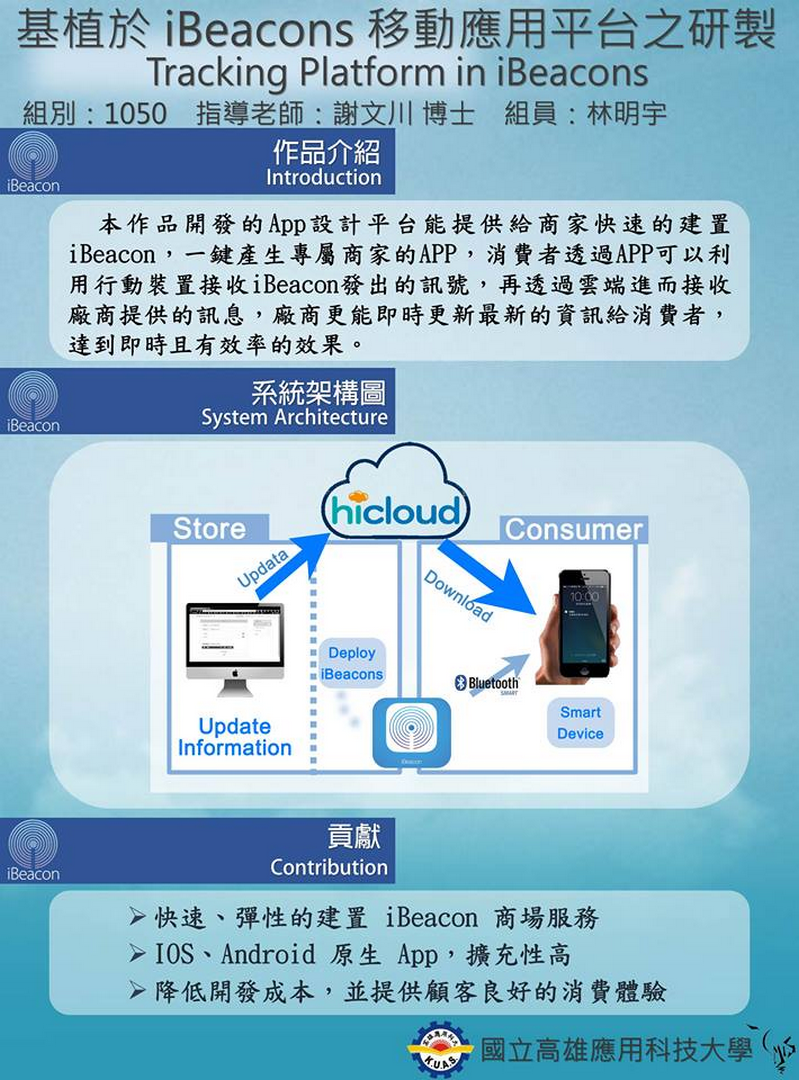 基植於 iBeacons 移動應用平台之研製
Tracking Platform in iBeacons
組別：1050 指導老師：謝文川 博士 組員：林明宇
iBeacon
作品介紹
Introduction
本作品開發的App設計平台能提供給商家快速的建置
iBeacon，一鍵產生專屬商家的APP，消費者透過APP可以利
用行動裝置接收iBeacon發出的訊號，再透過雲端進而接收
廠商提供的訊息，廠商更能即時更新最新的資訊給消費者，
達到即時且有效率的效果。
iBeacon
系統架構圖
System Architecture
hicloud
Store
Consumer
Updata
Download
10:00
Deploy
iBeacons
Bluetooth
SMART
Smart
Device
Update
Information
iBeacon
iBeacon
貢獻
Contribution
➢快速、彈性的建置 iBeacon 商場服務
➢IOS、Android 原生 App，擴充性高
➢降低開發成本，並提供顧客良好的消費體驗
高雄應用科大
K.U.A.S.
國立高雄應用科技大學